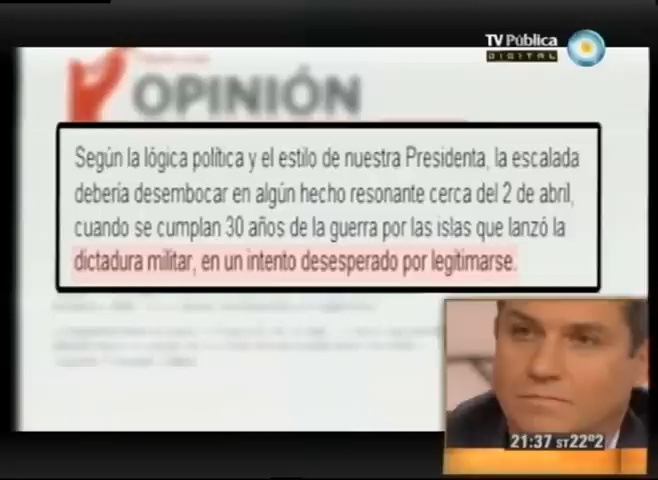 TV Pública
DIGITAL
OPINIÓN
Según la lógica política y el estilo de nuestra Presidenta, la escalada
debería desembocar en algún hecho resonante cerca del 2 de abril,
cuando se cumplan 30 años de la guerra por las islas que lanzó la
dictadura militar, en un intento desesperado por legitimarse.
21:37 ST22º2